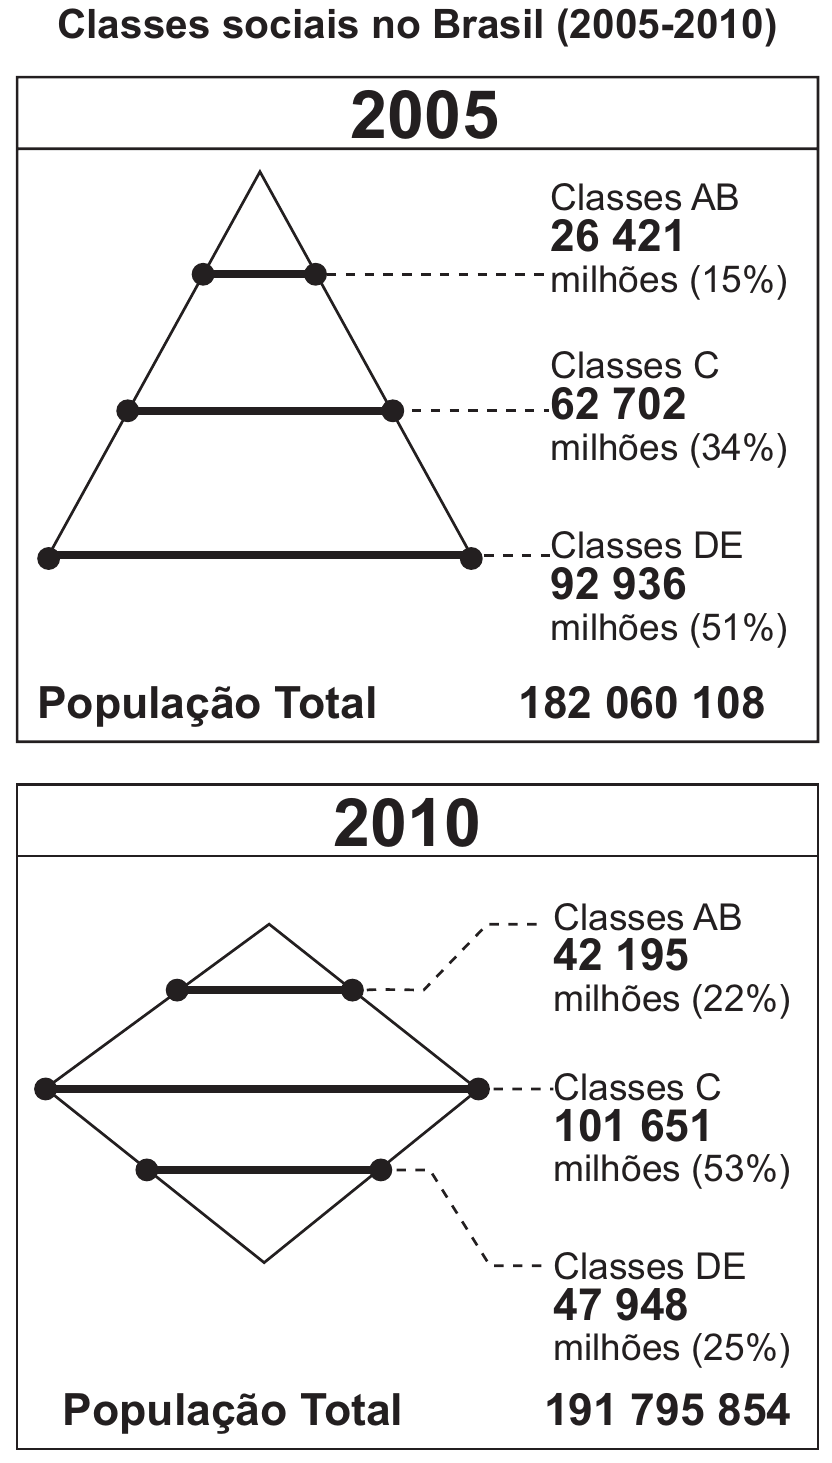 Classes sociais no Brasil (2005-2010)
2005
Classes AB
26 421
milhões (15%)
Classes C
62 702
milhões (34%)
Classes DE
92 936
milhões (51%)
População Total 182 060 108
2010
Classes AB
42 195
milhões (22%)
Classes C
101 651
milhões (53%)
Classes DE
47 948
milhões (25%)
População Total 191 795 854